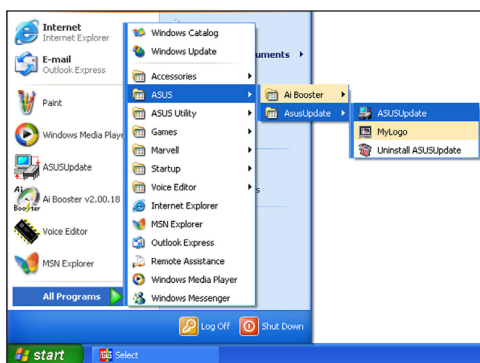 Internet
Internet Explorer
E-mail
Outlook Express
Paint
Windows Media Playe
ASUSUpdate
Ai Booster v2.00.18
Voice Editor
MSN Explorer
All Programs
Windows Catalog
Windows Update
Accessories
ASUS
ASUS Utility
Games
Marvell
Startup
Voice Editor
Internet Explorer
MSN Explorer
Outlook Express
Remote Assistance
Windows Media Player
Windows Messenger
uments
s
Ai Booster
AsusUpdate
ASUSUpdate
MyLogo
Uninstall ASUSUpdate
Log Off
Shut Down
start
Select